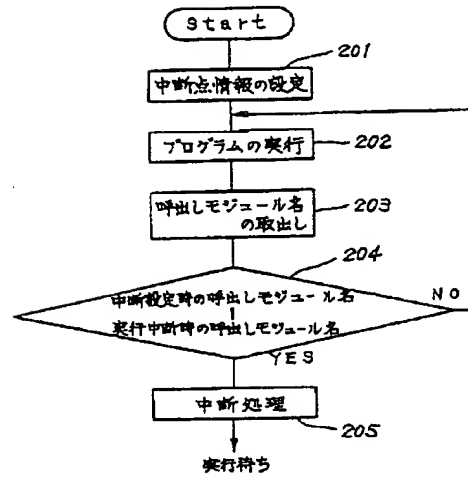 Start
201
中断点情報の設定
プログラムの実行
202
呼出しモジュール名
の取出し
203
204
中断設定時の呼出しモジュール名
||
実行中断時の呼出しモジュール名
NO
YES
中断処理
205
実行待ち